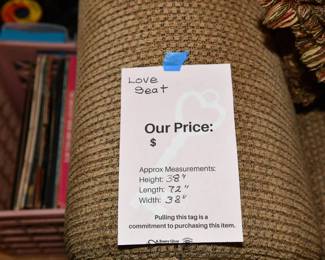 Love
Seat
Our Price:
$
Approx Measurements:
Height: 38"
Length: 72"
Width: 38"
Pulling this tag is a
commitment to purchasing this item.